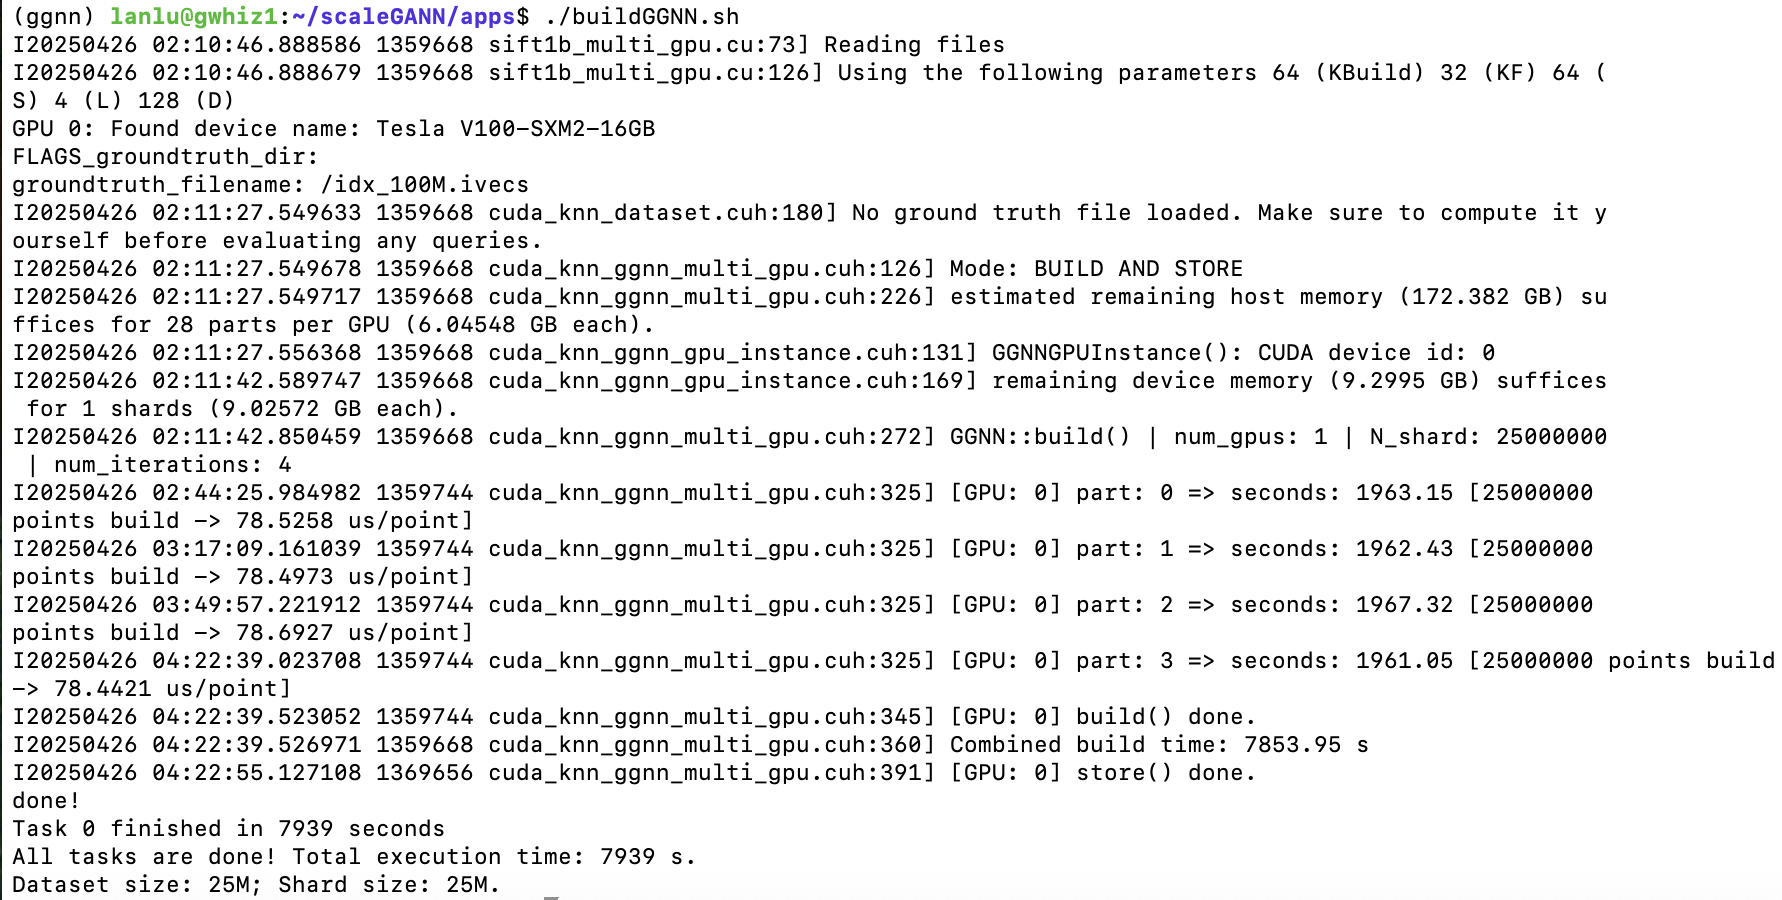 (ggnn) lanlu@gwhiz1:~/scaleGANN/apps$ ./buildGGNN.sh
I20250426 02:10:46.888586 1359668 sift1b_multi_gpu.cu:73] Reading files
I20250426 02:10:46.888679 1359668 sift1b_multi_gpu.cu:126] Using the following parameters 64 (KBuild) 32 (KF) 64 (
S) 4 (L) 128 (D)
GPU 0: Found device name: Tesla V100-SXM2-16GB
FLAGS_groundtruth_dir:
groundtruth_filename: /idx_100M.ivecs
I20250426 02:11:27.549633 1359668 cuda_knn_dataset.cuh:180] No ground truth file loaded. Make sure to compute it y
ourself before evaluating any queries.
I20250426 02:11:27.549678 1359668 cuda_knn_ggnn_multi_gpu.cuh:126] Mode: BUILD AND STORE
I20250426 02:11:27.549717 1359668 cuda_knn_ggnn_multi_gpu.cuh:226] estimated remaining host memory (172.382 GB) su
ffices for 28 parts per GPU (6.04548 GB each).
I20250426 02:11:27.556368 1359668 cuda_knn_ggnn_gpu_instance.cuh:131] GGNNGPUInstance(): CUDA device id: 0
I20250426 02:11:42.589747 1359668 cuda_knn_ggnn_gpu_instance.cuh:169] remaining device memory (9.2995 GB) suffices
 for 1 shards (9.02572 GB each).
I20250426 02:11:42.850459 1359668 cuda_knn_ggnn_multi_gpu.cuh:272] GGNN::build() | num_gpus: 1 | N_shard: 25000000
 | num_iterations: 4
I20250426 02:44:25.984982 1359744 cuda_knn_ggnn_multi_gpu.cuh:325] [GPU: 0] part: 0 => seconds: 1963.15 [25000000
points build -> 78.5258 us/point]
I20250426 03:17:09.161039 1359744 cuda_knn_ggnn_multi_gpu.cuh:325] [GPU: 0] part: 1 => seconds: 1962.43 [25000000
points build -> 78.4973 us/point]
I20250426 03:49:57.221912 1359744 cuda_knn_ggnn_multi_gpu.cuh:325] [GPU: 0] part: 2 => seconds: 1967.32 [25000000
points build -> 78.6927 us/point]
I20250426 04:22:39.023708 1359744 cuda_knn_ggnn_multi_gpu.cuh:325] [GPU: 0] part: 3 => seconds: 1961.05 [25000000 points build
-> 78.4421 us/point]
I20250426 04:22:39.523052 1359744 cuda_knn_ggnn_multi_gpu.cuh:345] [GPU: 0] build() done.
I20250426 04:22:39.526971 1359668 cuda_knn_ggnn_multi_gpu.cuh:360] Combined build time: 7853.95 s
I20250426 04:22:55.127108 1369656 cuda_knn_ggnn_multi_gpu.cuh:391] [GPU: 0] store() done.
done!
Task 0 finished in 7939 seconds
All tasks are done! Total execution time: 7939 s.
Dataset size: 25M; Shard size: 25M.